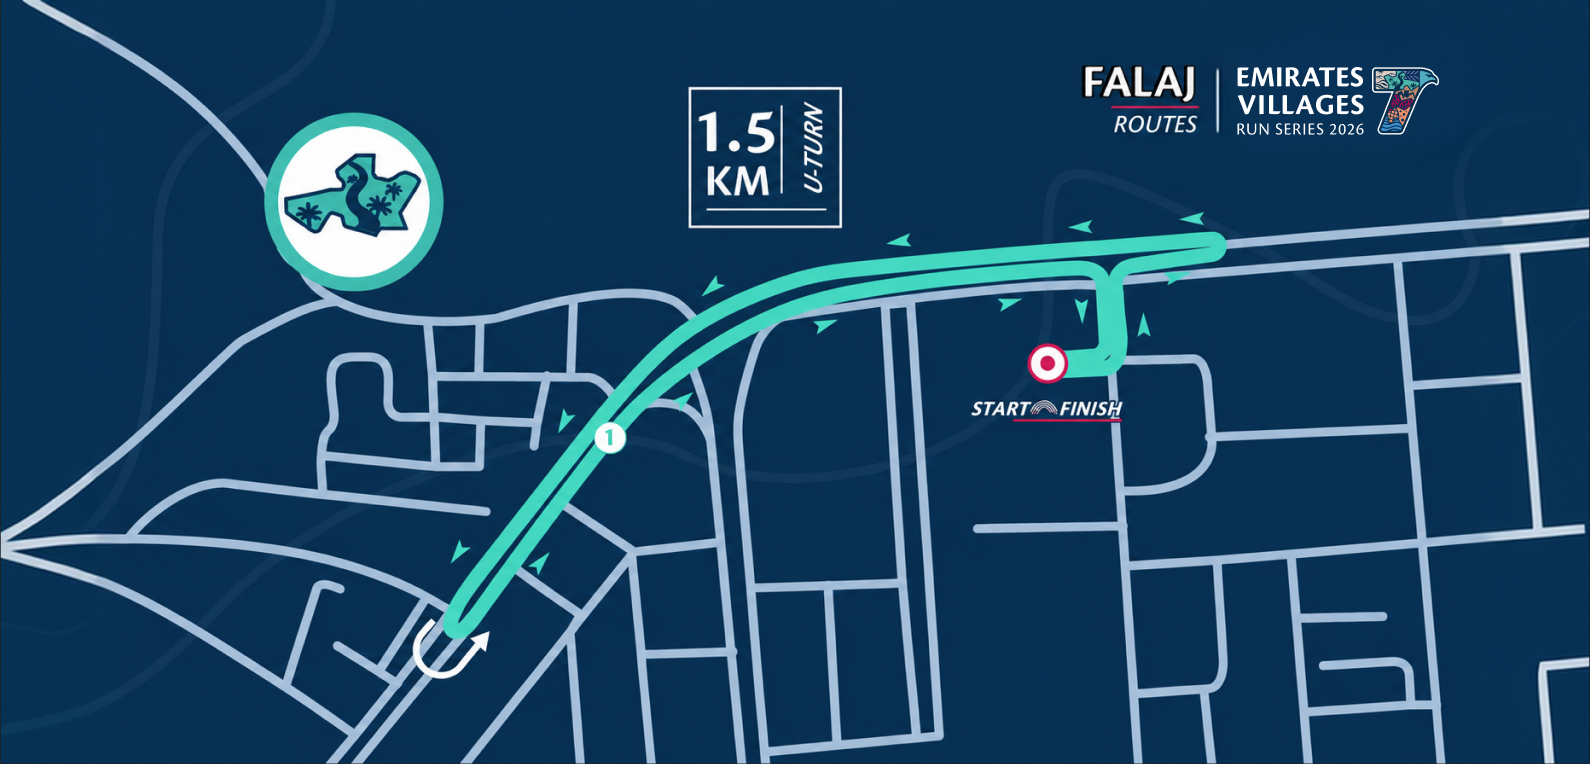 FALAJ
ROUTES
EMIRATES
VILLAGES
RUN SERIES 2026
1.5
KM
U-TURN
START FINISH
1